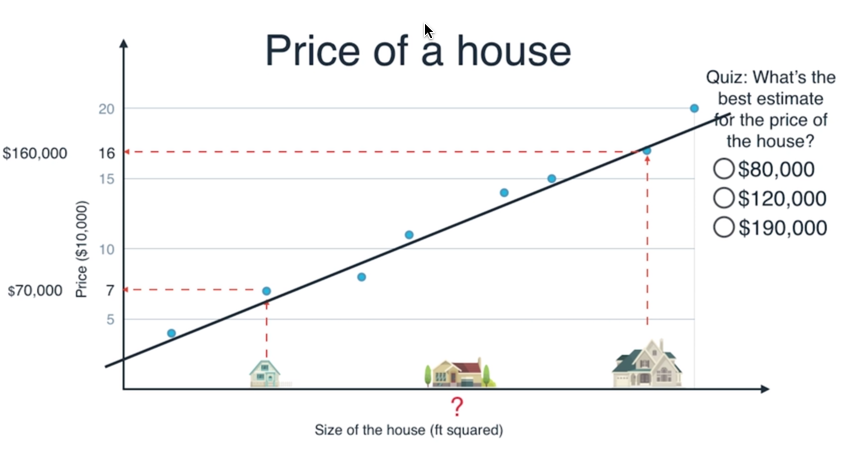 Price of a house
Quiz: What's the
best estimate
for the price of
the house?
$80,000
$120,000
$190,000
20
$160,000
16
15
10
Price ($10,000)
$70,000
7
5
?
Size of the house (ft squared)